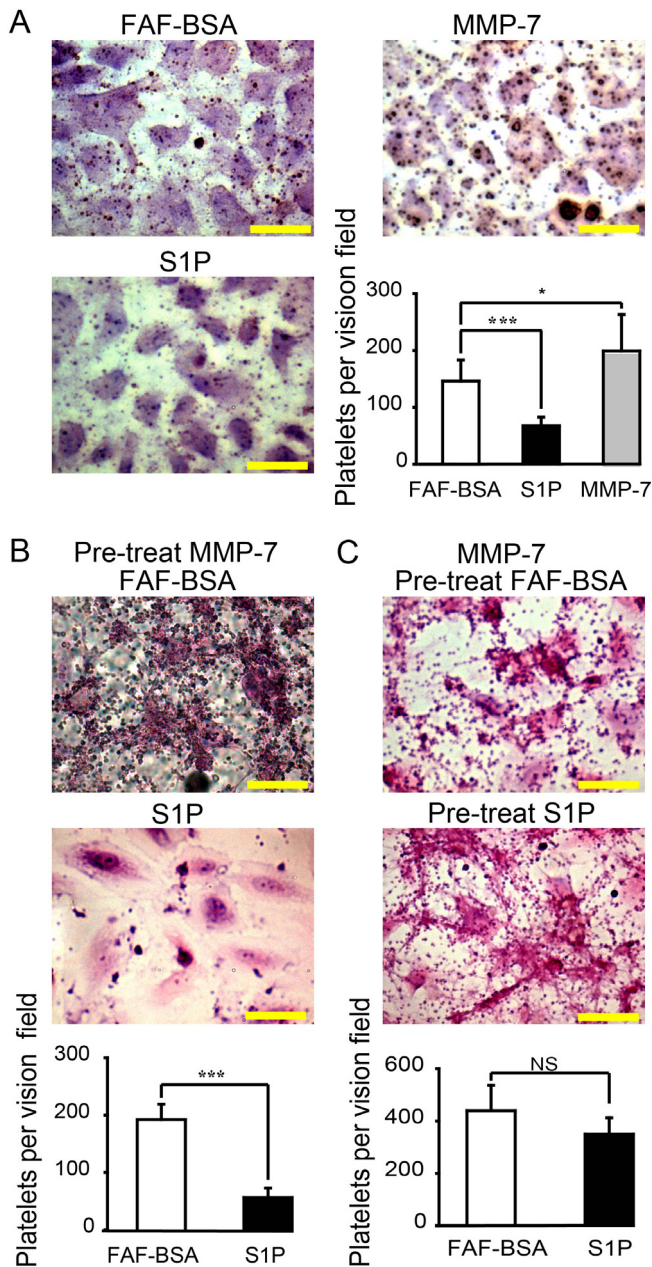 A
FAF-BSA
MMP-7
S1P
Platelets per visioon field
300
200
100
0
*
***
FAF-BSA
S1P
MMP-7
B
Pre-treat MMP-7
FAF-BSA
S1P
Platelets per vision field
300
200
100
0
***
FAF-BSA
S1P
C
MMP-7
Pre-treat FAF-BSA
Pre-treat S1P
Platelets per vision field
600
400
200
0
NS
FAF-BSA
S1P